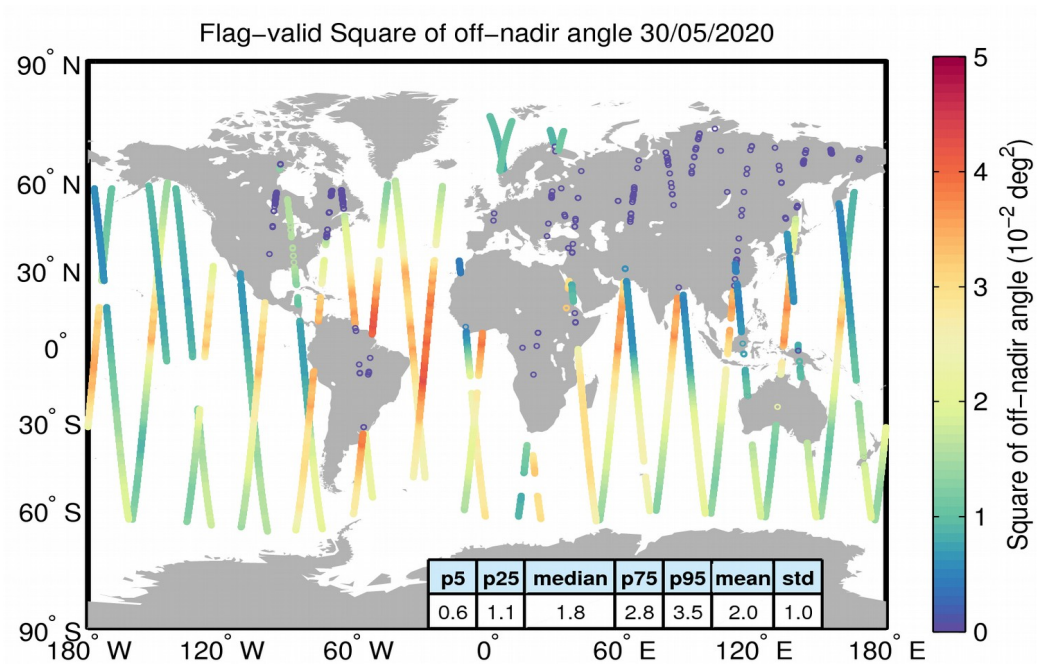 Flag−valid Square of off−nadir angle 30/05/2020
90° N
60° N
30° N
0°
30° S
60° S
90° S
180° W
120° W
60° W
0°
60° E
120° E
180° E
p5 p25 median p75 p95 mean std
0.6 1.1 1.8 2.8 3.5 2.0 1.0
5
4
3
2
1
0
Square of off−nadir angle (10⁻² deg²)